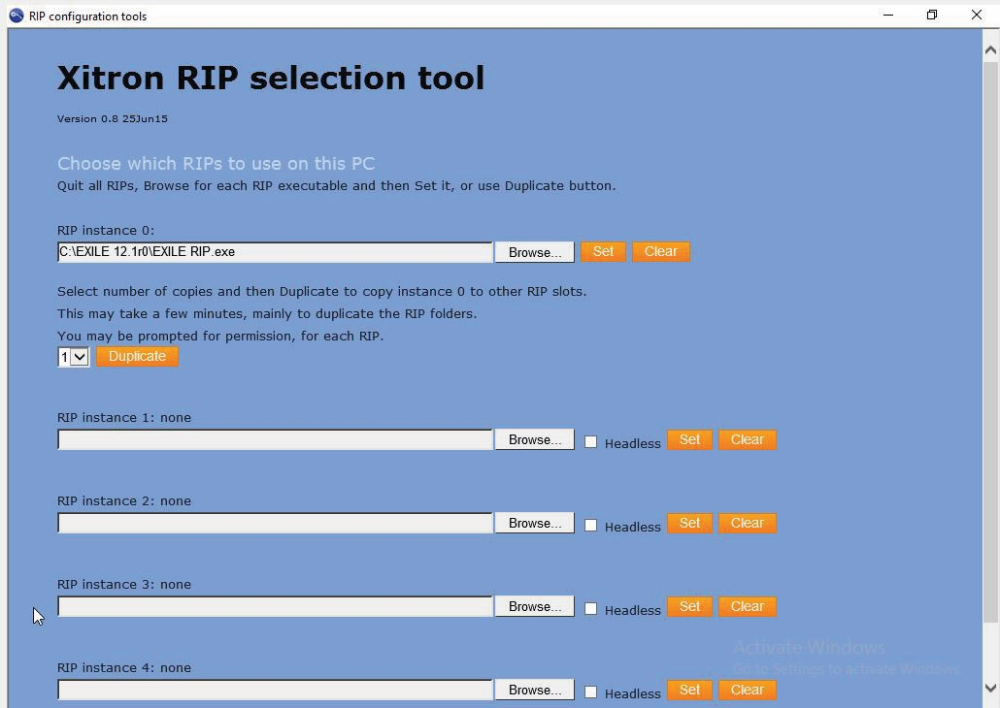 RIP configuration tools
Xitron RIP selection tool
Version 0.8 25Jun15
Choose which RIPs to use on this PC
Quit all RIPs, Browse for each RIP executable and then Set it, or use Duplicate button.
RIP instance 0:
C:\EXILE 12.1r0\EXILE RIP.exe Browse... Set Clear
Select number of copies and then Duplicate to copy instance 0 to other RIP slots.
This may take a few minutes, mainly to duplicate the RIP folders.
You may be prompted for permission, for each RIP.
1 Duplicate
RIP instance 1: none
Browse... Headless Set Clear
RIP instance 2: none
Browse... Headless Set Clear
RIP instance 3: none
Browse... Headless Set Clear
Activate Windows
Go to Settings to activate Windows.
RIP instance 4: none
Browse... Headless Set Clear